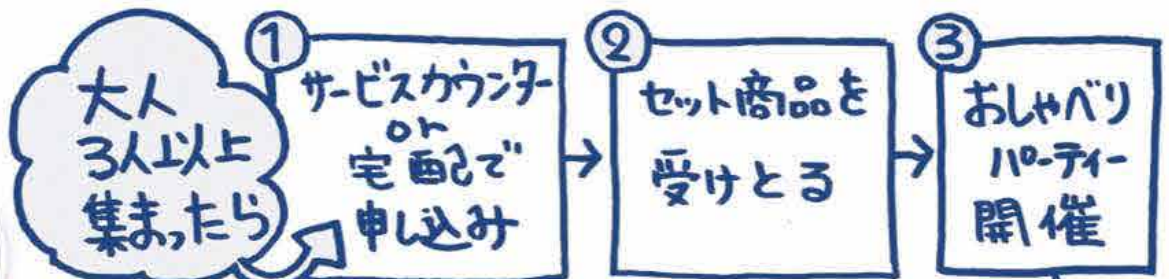 大人
3人以上
集まったら
①
サービスカウンター
or
宅配で
申し込み
②
セット商品を
受けとる
③
おしゃべり
パーティー
開催